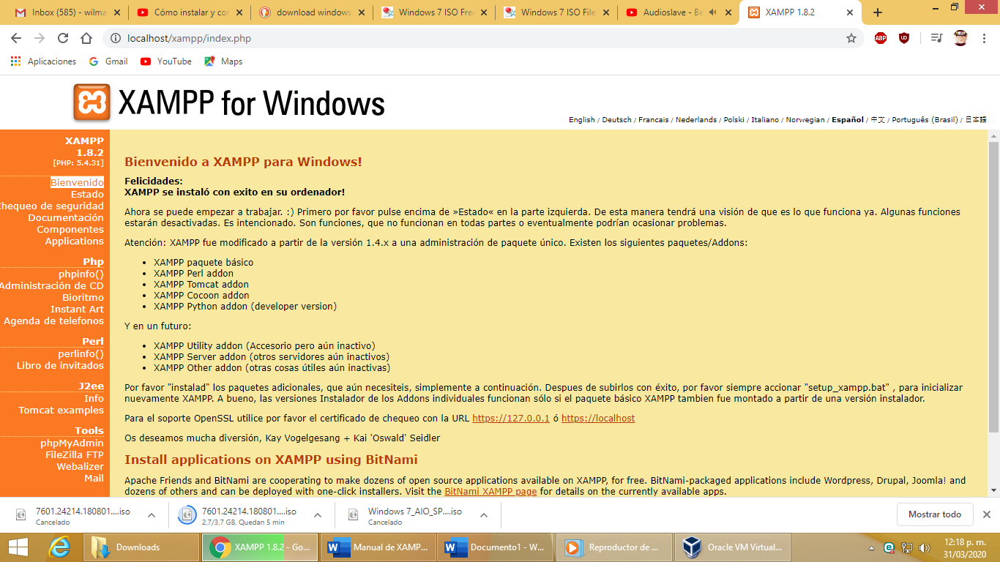 Inbox (585) - wilma
Cómo instalar y con
download windows
Windows 7 ISO Free
Windows 7 ISO File
Audioslave - Be
XAMPP 1.8.2
localhost/xampp/index.php
ABP
Aplicaciones
Gmail
YouTube
Maps
XAMPP for Windows
English / Deutsch / Francais / Nederlands / Polski / Italiano / Norwegian / Español / 中文 / Português (Brasil) / 日本語
XAMPP
1.8.2
[PHP: 5.4.31]
Bienvenido
Estado
Chequeo de seguridad
Documentación
Componentes
Applications
Php
phpinfo()
Administración de CD
Bioritmo
Instant Art
Agenda de telefonos
Perl
perlinfo()
Libro de invitados
J2ee
Info
Tomcat examples
Tools
phpMyAdmin
FileZilla FTP
Webalizer
Mail
Bienvenido a XAMPP para Windows!
Felicidades:
XAMPP se instaló con exito en su ordenador!
Ahora se puede empezar a trabajar. :) Primero por favor pulse encima de »Estado« en la parte izquierda. De esta manera tendrá una visión de que es lo que funciona ya. Algunas funciones
estarán desactivadas. Es intencionado. Son funciones, que no funcionan en todas partes o eventualmente podrían ocasionar problemas.
Atención: XAMPP fue modificado a partir de la versión 1.4.x a una administración de paquete único. Existen los siguientes paquetes/Addons:
• XAMPP paquete básico
• XAMPP Perl addon
• XAMPP Tomcat addon
• XAMPP Cocoon addon
• XAMPP Python addon (developer version)
Y en un futuro:
• XAMPP Utility addon (Accesorio pero aún inactivo)
• XAMPP Server addon (otros servidores aún inactivos)
• XAMPP Other addon (otras cosas útiles aún inactivas)
Por favor "instalad" los paquetes adicionales, que aún necesiteis, simplemente a continuación. Despues de subirlos con éxito, por favor siempre accionar "setup_xampp.bat" , para inicializar
nuevamente XAMPP. A bueno, las versiones Instalador de los Addons individuales funcionan sólo si el paquete básico XAMPP tambien fue montado a partir de una versión instalador.
Para el soporte OpenSSL utilice por favor el certificado de chequeo con la URL https://127.0.0.1 ó https://localhost
Os deseamos mucha diversión, Kay Vogelgesang + Kai 'Oswald' Seidler
Install applications on XAMPP using BitNami
Apache Friends and BitNami are cooperating to make dozens of open source applications available on XAMPP, for free. BitNami-packaged applications include Wordpress, Drupal, Joomla! and
dozens of others and can be deployed with one-click installers. Visit the BitNami XAMPP page for details on the currently available apps.
7601.24214.180801....iso
Cancelado
7601.24214.180801....iso
2,7/3,7 GB, Quedan 5 min
Windows 7_AIO_SP....iso
Cancelado
Mostrar todo
Downloads
XAMPP 1.8.2 - Go...
Manual de XAMP...
Documento1 - W...
Reproductor de ...
Oracle VM Virtual...
12:18 p. m.
31/03/2020